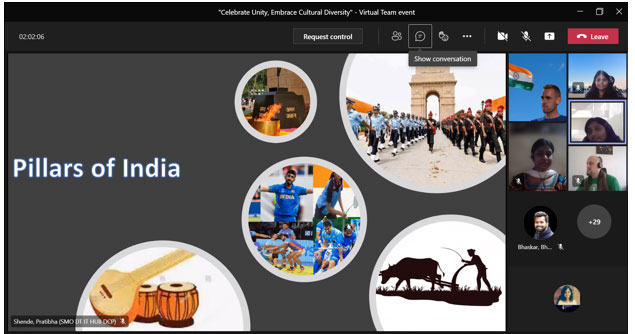 "Celebrate Unity, Embrace Cultural Diversity" - Virtual Team event
02:02:06
Request control
Leave
Show conversation
Pillars of India
INDIA
+29
Bhaskar, Bh...
Shende, Pratibha (SMO DT IT HUB DCP)